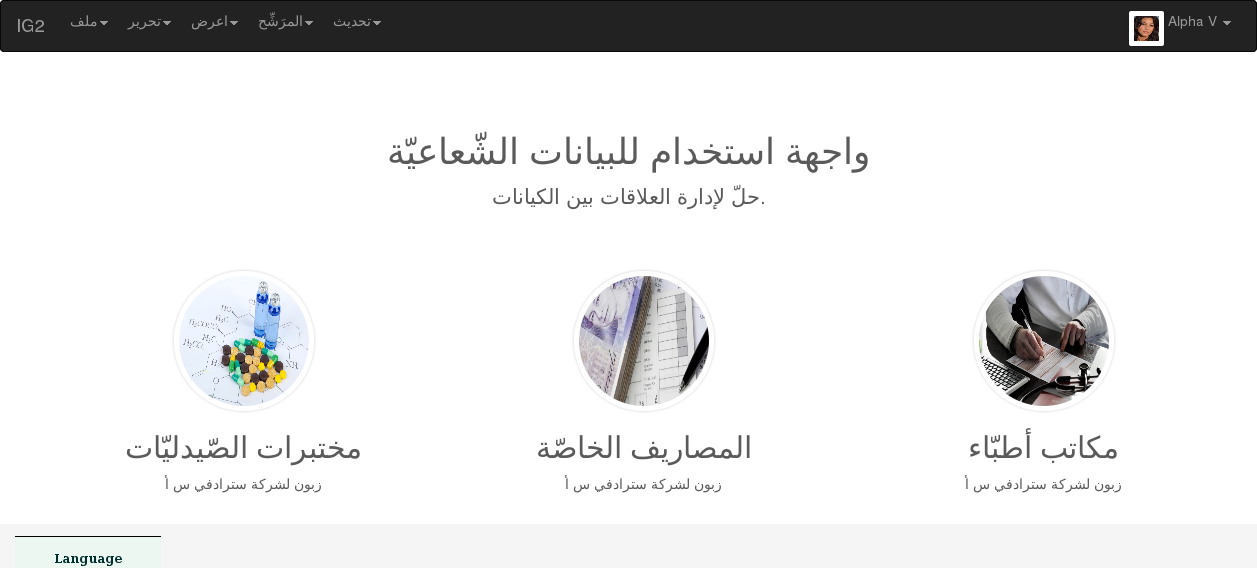 IG2
ملف
تحرير
اعرض
المرَشِّح
تحديث
Alpha V
واجهة استخدام للبيانات الشّعاعيّة
حلّ لإدارة العلاقات بين الكيانات.
مختبرات الصّيدليّات
زبون لشركة سترادفي س أ
المصاريف الخاصّة
زبون لشركة سترادفي س أ
مكاتب أطبّاء
زبون لشركة سترادفي س أ
Language